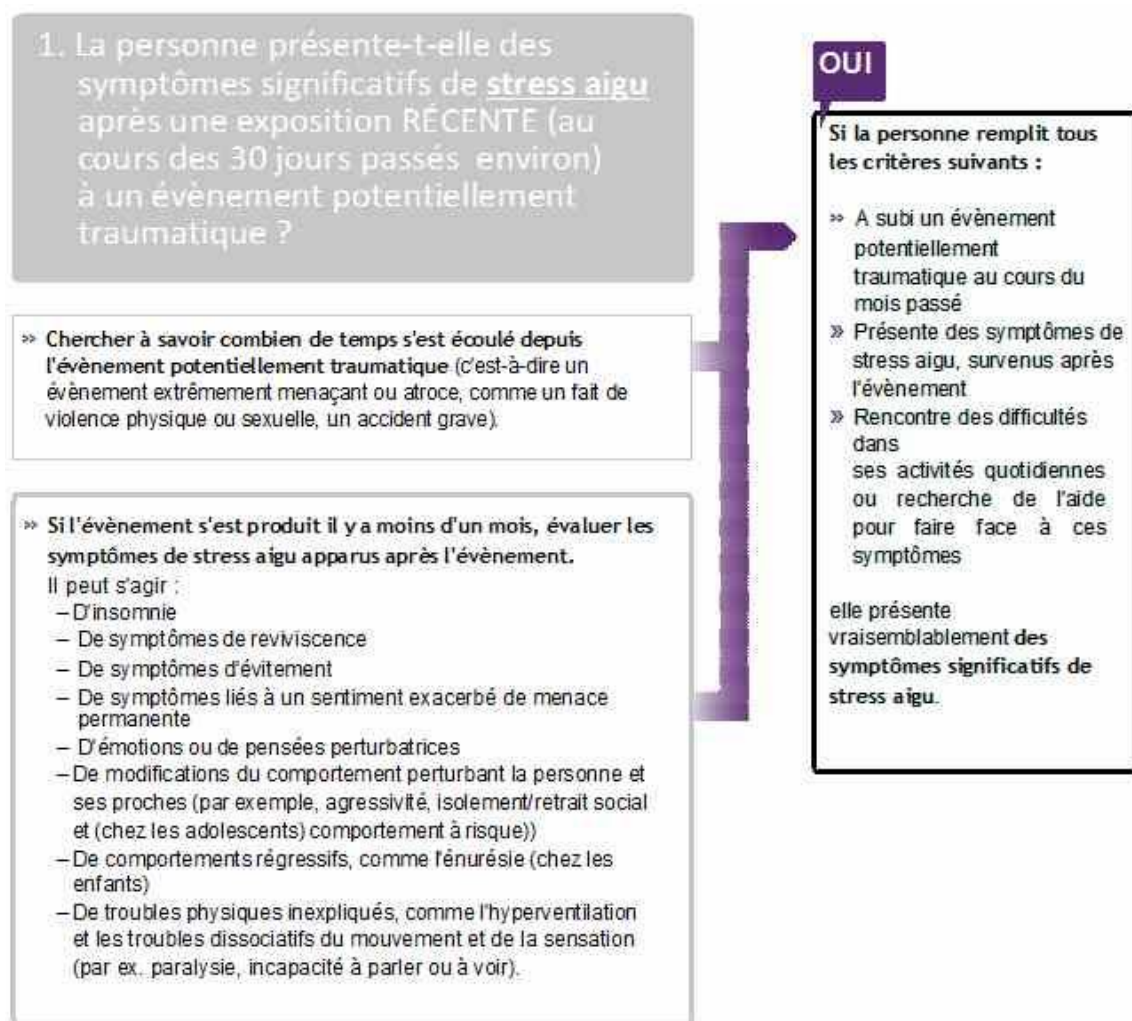 1. La personne présente-t-elle des
symptômes significatifs de stress aigu
après une exposition RÉCENTE (au
cours des 30 jours passés environ)
à un évènement potentiellement
traumatique ?
» Chercher à savoir combien de temps s'est écoulé depuis
l'évènement potentiellement traumatique (c'est-à-dire un
évènement extrêmement menaçant ou atroce, comme un fait de
violence physique ou sexuelle, un accident grave).
» Si l'évènement s'est produit il y a moins d'un mois, évaluer les
symptômes de stress aigu apparus après l'évènement.
Il peut s'agir :
– D'insomnie
– De symptômes de reviviscence
– De symptômes d'évitement
– De symptômes liés à un sentiment exacerbé de menace
permanente
– D'émotions ou de pensées perturbatrices
– De modifications du comportement perturbant la personne et
ses proches (par exemple, agressivité, isolement/retrait social
et (chez les adolescents) comportement à risque))
– De comportements régressifs, comme l'énurésie (chez les
enfants)
– De troubles physiques inexpliqués, comme l'hyperventilation
et les troubles dissociatifs du mouvement et de la sensation
(par ex. paralysie, incapacité à parler ou à voir).
OUI
Si la personne remplit tous
les critères suivants :
» A subi un évènement
potentiellement
traumatique au cours du
mois passé
» Présente des symptômes de
stress aigu, survenus après
l'évènement
» Rencontre des difficultés
dans
ses activités quotidiennes
ou recherche de l'aide
pour faire face à ces
symptômes
elle présente
vraisemblablement des
symptômes significatifs de
stress aigu.